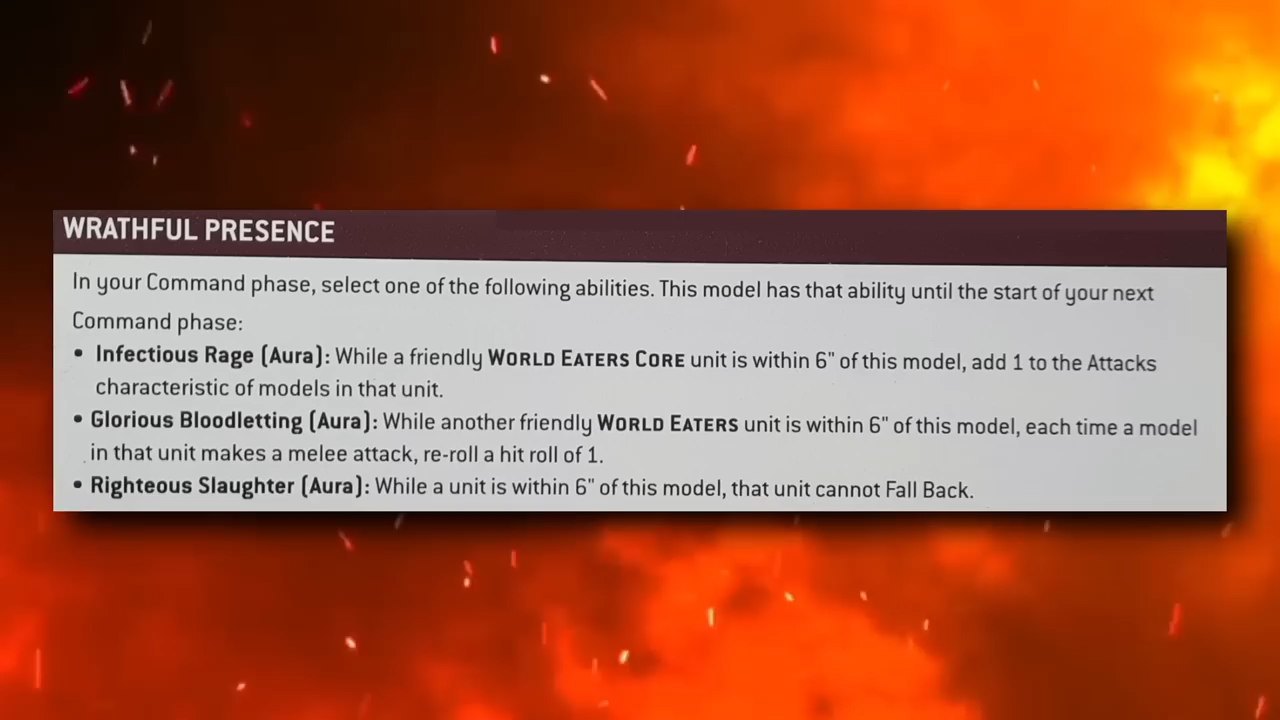 WRATHFUL PRESENCE
In your Command phase, select one of the following abilities. This model has that ability until the start of your next
Command phase:
• Infectious Rage (Aura): While a friendly WORLD EATERS CORE unit is within 6" of this model, add 1 to the Attacks
characteristic of models in that unit.
• Glorious Bloodletting (Aura): While another friendly WORLD EATERS unit is within 6" of this model, each time a model
in that unit makes a melee attack, re-roll a hit roll of 1.
• Righteous Slaughter (Aura): While a unit is within 6" of this model, that unit cannot Fall Back.